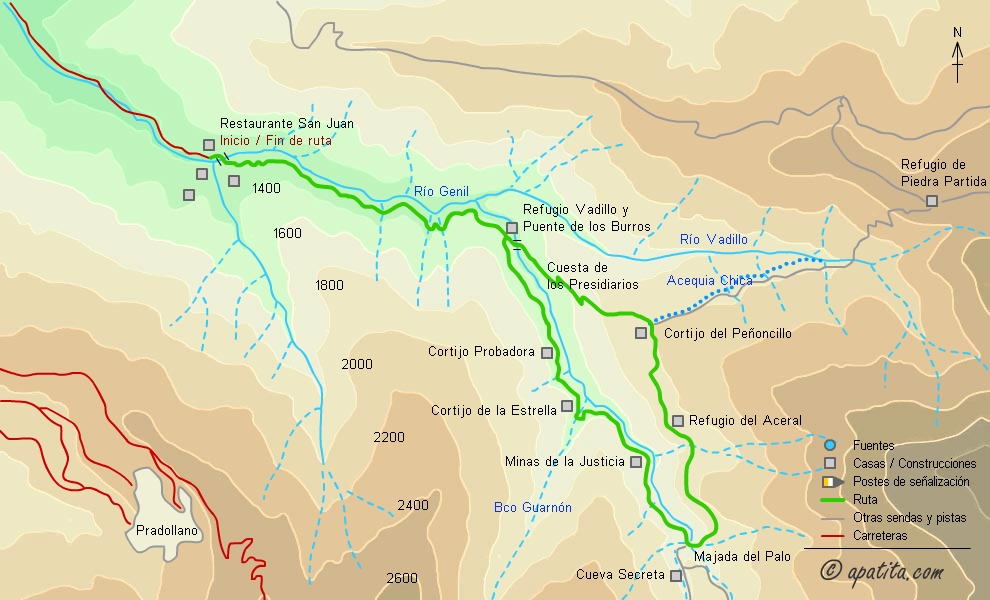 N
Restaurante San Juan
Inicio / Fin de ruta
Refugio de
Piedra Partida
1400
Río Genil
Refugio Vadillo y
Puente de los Burros
1600
Río Vadillo
Cuesta de
los Presidiarios
Acequia Chica
1800
Cortijo del Peñoncillo
Cortijo Probadora
2000
Cortijo de la Estrella
Refugio del Aceral
2200
Fuentes
Minas de la Justicia
Casas / Construcciones
Postes de señalización
2400
Bco Guarnón
Ruta
Otras sendas y pistas
Pradollano
Carreteras
Majada del Palo
2600
Cueva Secreta
© apatita.com